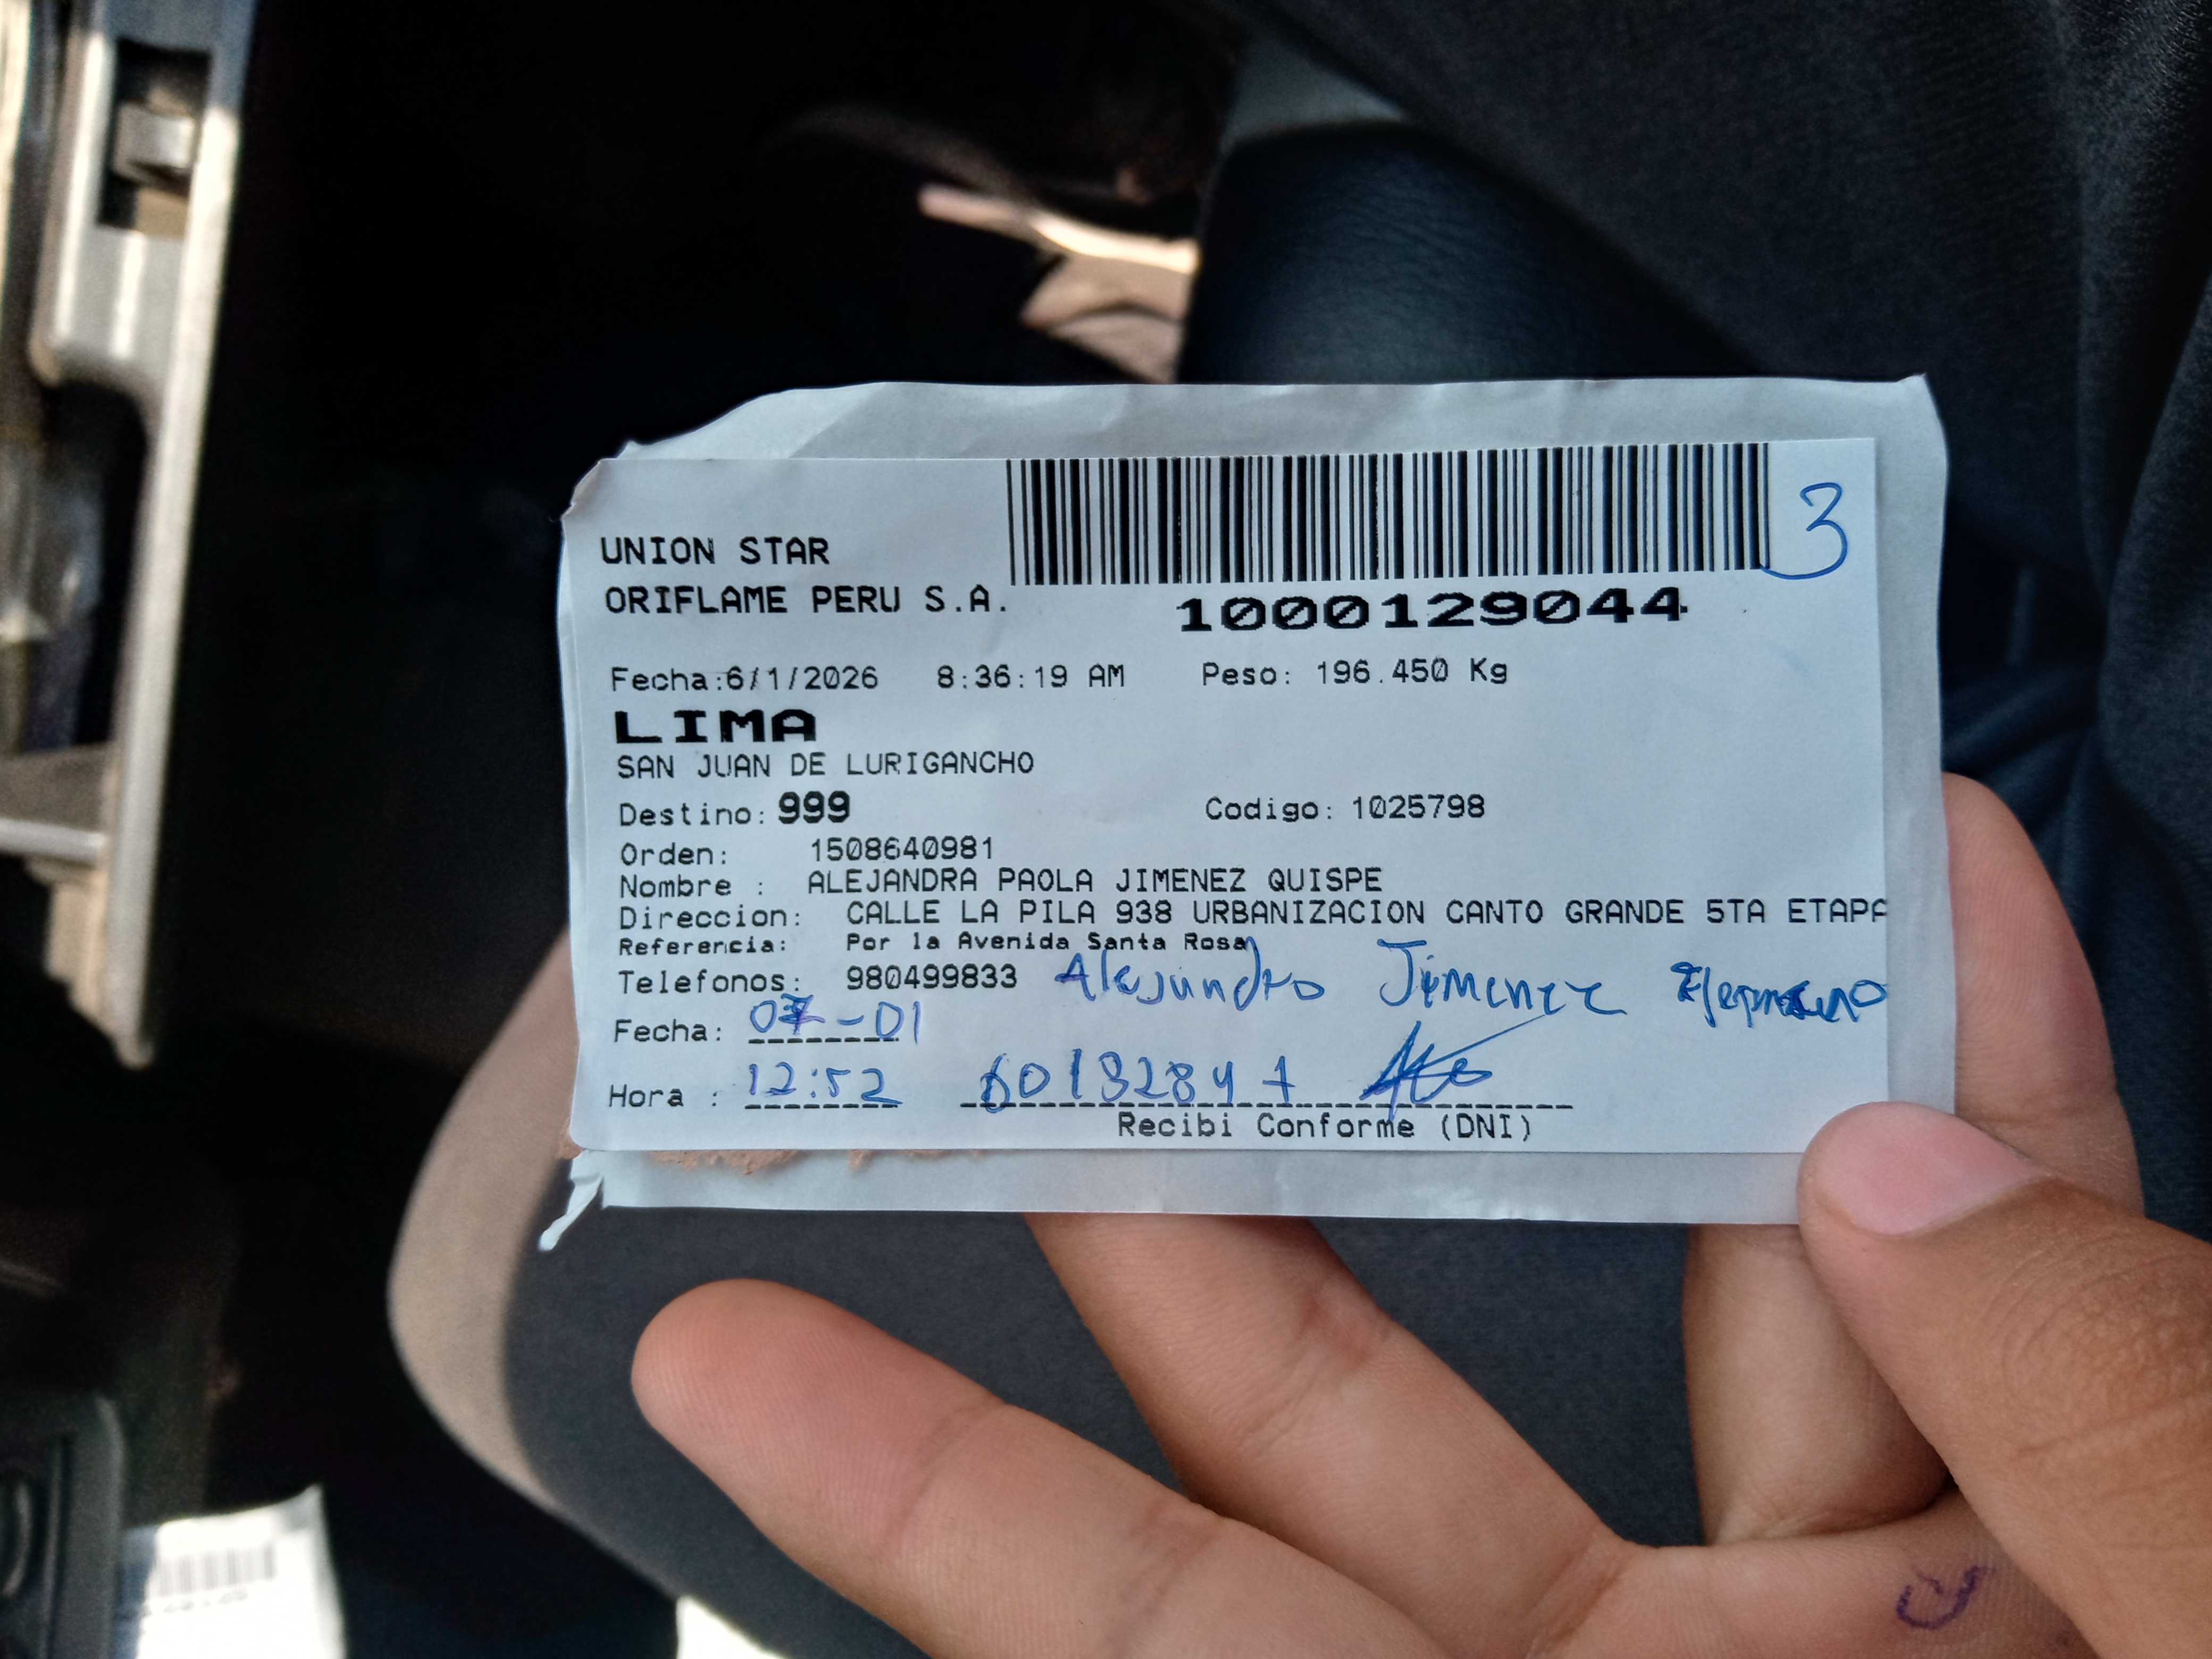 3
UNION STAR
ORIFLAME PERU S.A.
1000129044
Fecha:6/1/2026 8:36:19 AM Peso: 196.450 Kg
LIMA
SAN JUAN DE LURIGANCHO
Destino: 999 Codigo: 1025798
Orden: 1508640981
Nombre : ALEJANDRA PAOLA JIMENEZ QUISPE
Direccion: CALLE LA PILA 938 URBANIZACION CANTO GRANDE 5TA ETAPA
Referencia: Por la Avenida Santa Rosa
Telefonos: 980499833 Alejandro Jimenez
Fecha: 07-01
Hora : 12:52
Recibi Conforme (DNI)